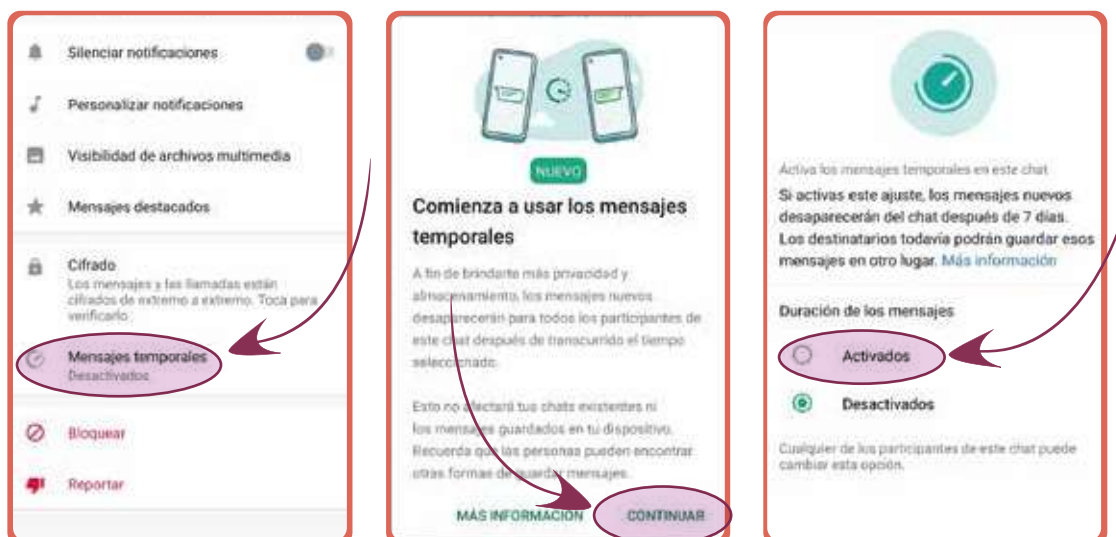 Silenciar notificaciones
Personalizar notificaciones
Visibilidad de archivos multimedia
Mensajes destacados
Cifrado
Los mensajes y las llamadas están
cifrados de extremo a extremo. Toca para
verificarlo.
Mensajes temporales
Desactivados
Bloquear
Reportar
NUEVO
Comienza a usar los mensajes
temporales
A fin de brindarte más privacidad y
almacenamiento, los mensajes nuevos
desaparecerán para todos los participantes de
este chat después de transcurrido el tiempo
seleccionado.
Esto no afectará tus chats existentes ni
los mensajes guardados en tu dispositivo.
Recuerda que las personas pueden encontrar
otras formas de guardar mensajes.
MÁS INFORMACIÓN
CONTINUAR
Activa los mensajes temporales en este chat
Si activas este ajuste, los mensajes nuevos
desaparecerán del chat después de 7 días.
Los destinatarios todavía podrán guardar esos
mensajes en otro lugar. Más información
Duración de los mensajes
Activados
Desactivados
Cualquier de los participantes de este chat puede
cambiar esta opción.